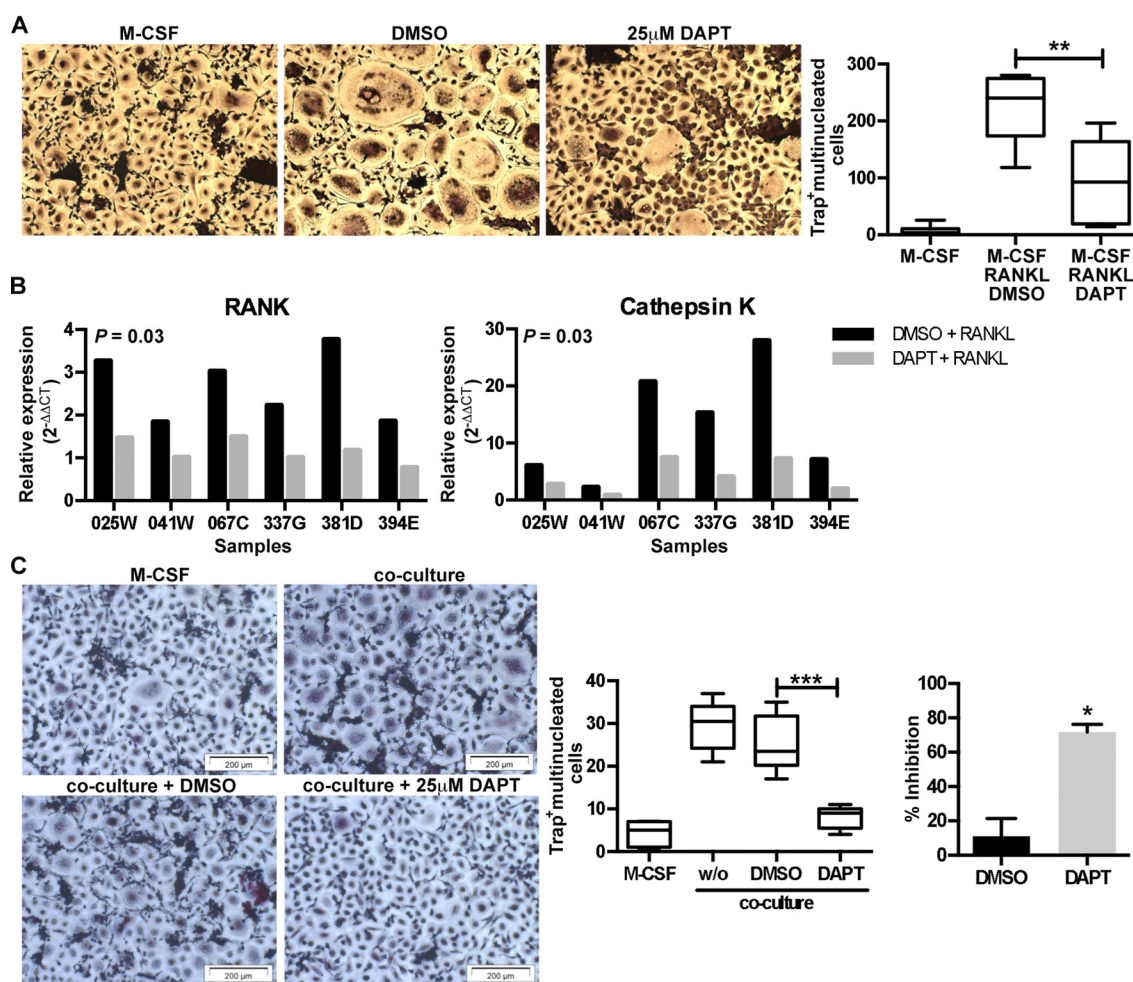 A
M-CSF
DMSO
25μM DAPT
Trap+multinucleated
cells
300
200
100
0
**
M-CSF
M-CSF
RANKL
DMSO
M-CSF
RANKL
DAPT
B
RANK
P = 0.03
Relative expression
(2-ΔΔCT)
4
3
2
1
0
025W 041W 067C 337G 381D 394E
Samples
Cathepsin K
P = 0.03
Relative expression
(2-ΔΔCT)
30
20
10
0
025W 041W 067C 337G 381D 394E
Samples
DMSO + RANKL
DAPT + RANKL
C
M-CSF
co-culture
200 µm
200 µm
co-culture + DMSO
co-culture + 25μM DAPT
200 µm
200 µm
Trap+multinucleated
cells
40
30
20
10
0
***
M-CSF w/o DMSO DAPT
co-culture
% Inhibition
100
80
60
40
20
0
*
DMSO DAPT